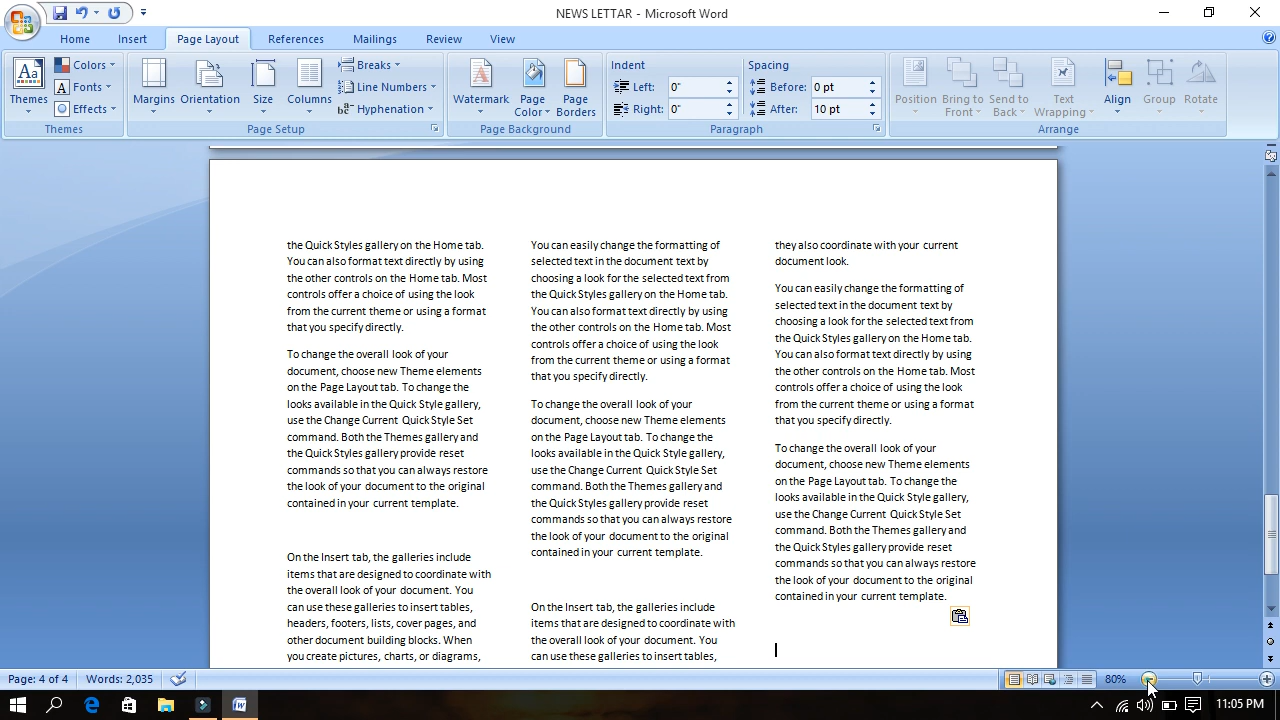 NEWS LETTAR - Microsoft Word
Home Insert Page Layout References Mailings Review View
Themes
Colors
Fonts
Effects
Themes
Margins
Orientation
Size
Columns
Breaks
Line Numbers
Hyphenation
Page Setup
Watermark
Page Color
Page Borders
Page Background
Indent
Left: 0"
Right: 0"
Spacing
Before: 0 pt
After: 10 pt
Paragraph
Position
Bring to Front
Send to Back
Text Wrapping
Align
Group
Rotate
Arrange
the Quick Styles gallery on the Home tab.
You can also format text directly by using
the other controls on the Home tab. Most
controls offer a choice of using the look
from the current theme or using a format
that you specify directly.
To change the overall look of your
document, choose new Theme elements
on the Page Layout tab. To change the
looks available in the Quick Style gallery,
use the Change Current Quick Style Set
command. Both the Themes gallery and
the Quick Styles gallery provide reset
commands so that you can always restore
the look of your document to the original
contained in your current template.
On the Insert tab, the galleries include
items that are designed to coordinate with
the overall look of your document. You
can use these galleries to insert tables,
headers, footers, lists, cover pages, and
other document building blocks. When
you create pictures, charts, or diagrams,
You can easily change the formatting of
selected text in the document text by
choosing a look for the selected text from
the Quick Styles gallery on the Home tab.
You can also format text directly by using
the other controls on the Home tab. Most
controls offer a choice of using the look
from the current theme or using a format
that you specify directly.
To change the overall look of your
document, choose new Theme elements
on the Page Layout tab. To change the
looks available in the Quick Style gallery,
use the Change Current Quick Style Set
command. Both the Themes gallery and
the Quick Styles gallery provide reset
commands so that you can always restore
the look of your document to the original
contained in your current template.
On the Insert tab, the galleries include
items that are designed to coordinate with
the overall look of your document. You
can use these galleries to insert tables,
they also coordinate with your current
document look.
You can easily change the formatting of
selected text in the document text by
choosing a look for the selected text from
the Quick Styles gallery on the Home tab.
You can also format text directly by using
the other controls on the Home tab. Most
controls offer a choice of using the look
from the current theme or using a format
that you specify directly.
To change the overall look of your
document, choose new Theme elements
on the Page Layout tab. To change the
looks available in the Quick Style gallery,
use the Change Current Quick Style Set
command. Both the Themes gallery and
the Quick Styles gallery provide reset
commands so that you can always restore
the look of your document to the original
contained in your current template.
Page: 4 of 4 Words: 2,035 80%
11:05 PM